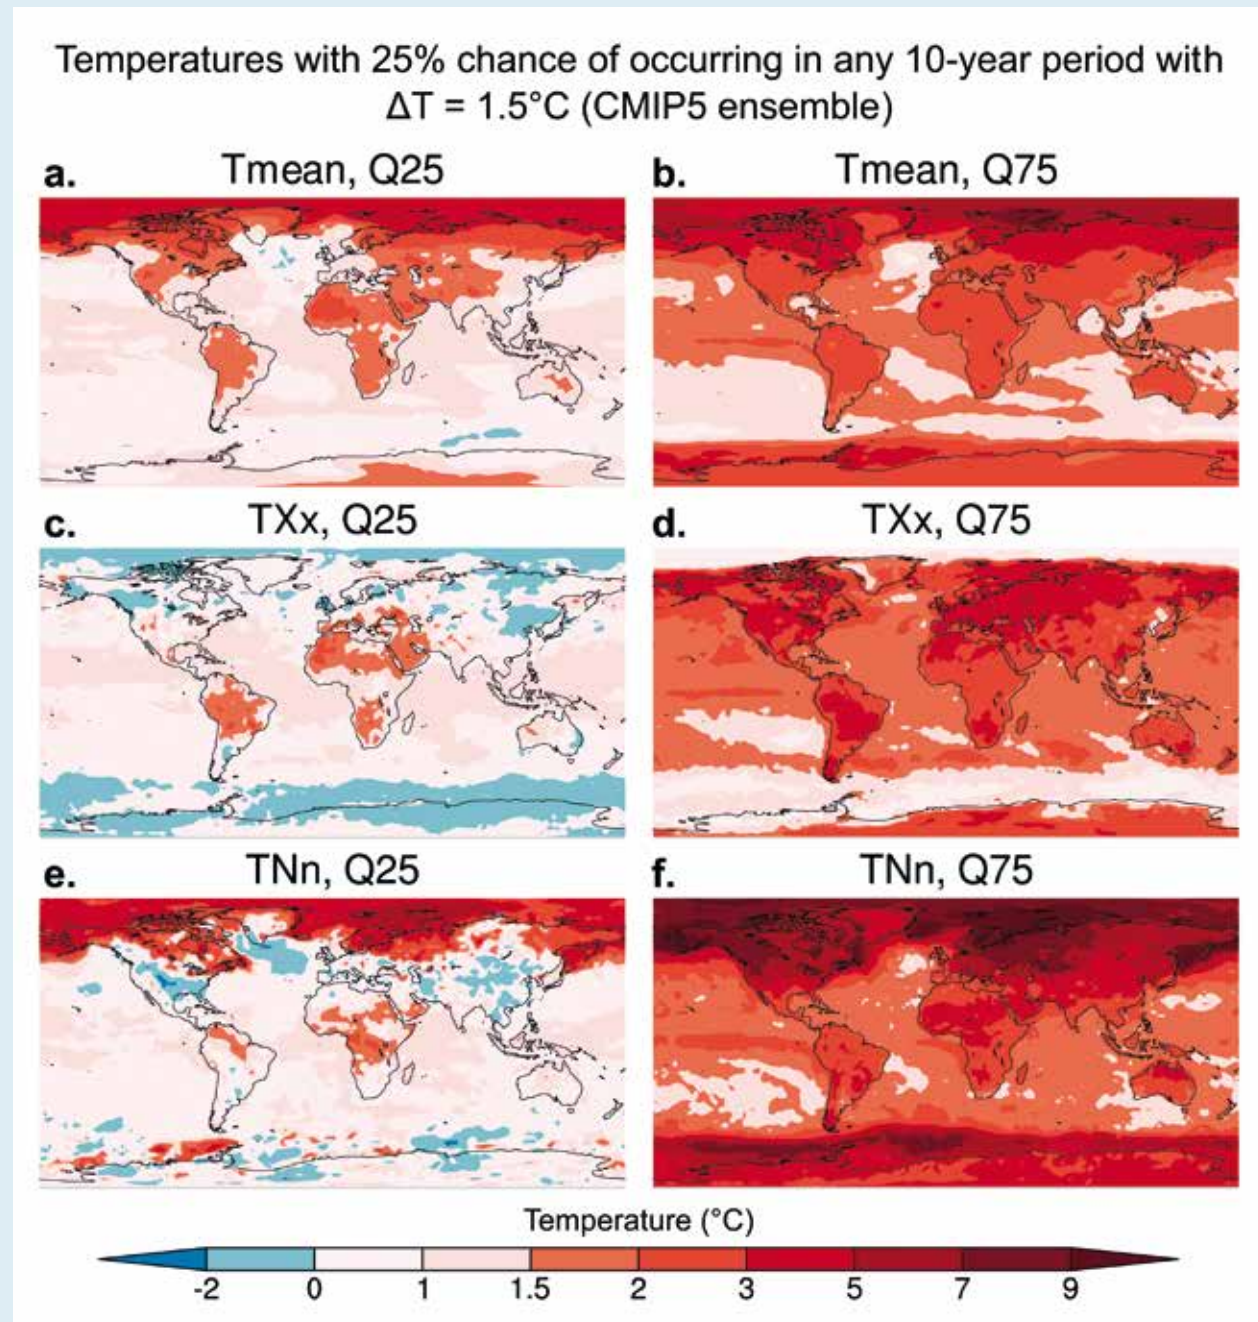 Temperatures with 25% chance of occurring in any 10-year period with
ΔT = 1.5°C (CMIP5 ensemble)
a. Tmean, Q25
b. Tmean, Q75
c. TXx, Q25
d. TXx, Q75
e. TNn, Q25
f. TNn, Q75
Temperature (°C)
-2 0 1 1.5 2 3 5 7 9